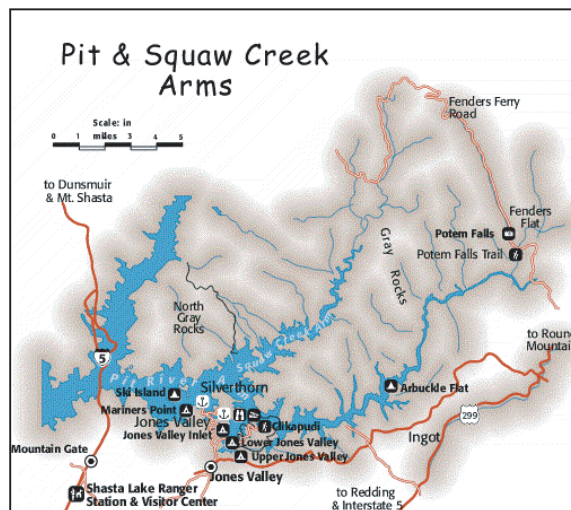 Pit & Squaw Creek
Arms
Scale: in
miles
0 1 2 3 4 5
Fenders Ferry
Road
to Dunsmuir
& Mt. Shasta
Fenders
Flat
Potem Falls
Potem Falls Trail
Gray Rocks
North
Gray
Rocks
Squaw Creek Arm
Pit River Arm
to Round
Mountain
5
Silverthorn
Ski Island
Arbuckle Flat
Mariners Point
299
Jones Valley
Clikapudi
Jones Valley Inlet
Lower Jones Valley
Ingot
Mountain Gate
Upper Jones Valley
Jones Valley
Shasta Lake Ranger
Station & Visitor Center
to Redding
& Interstate 5